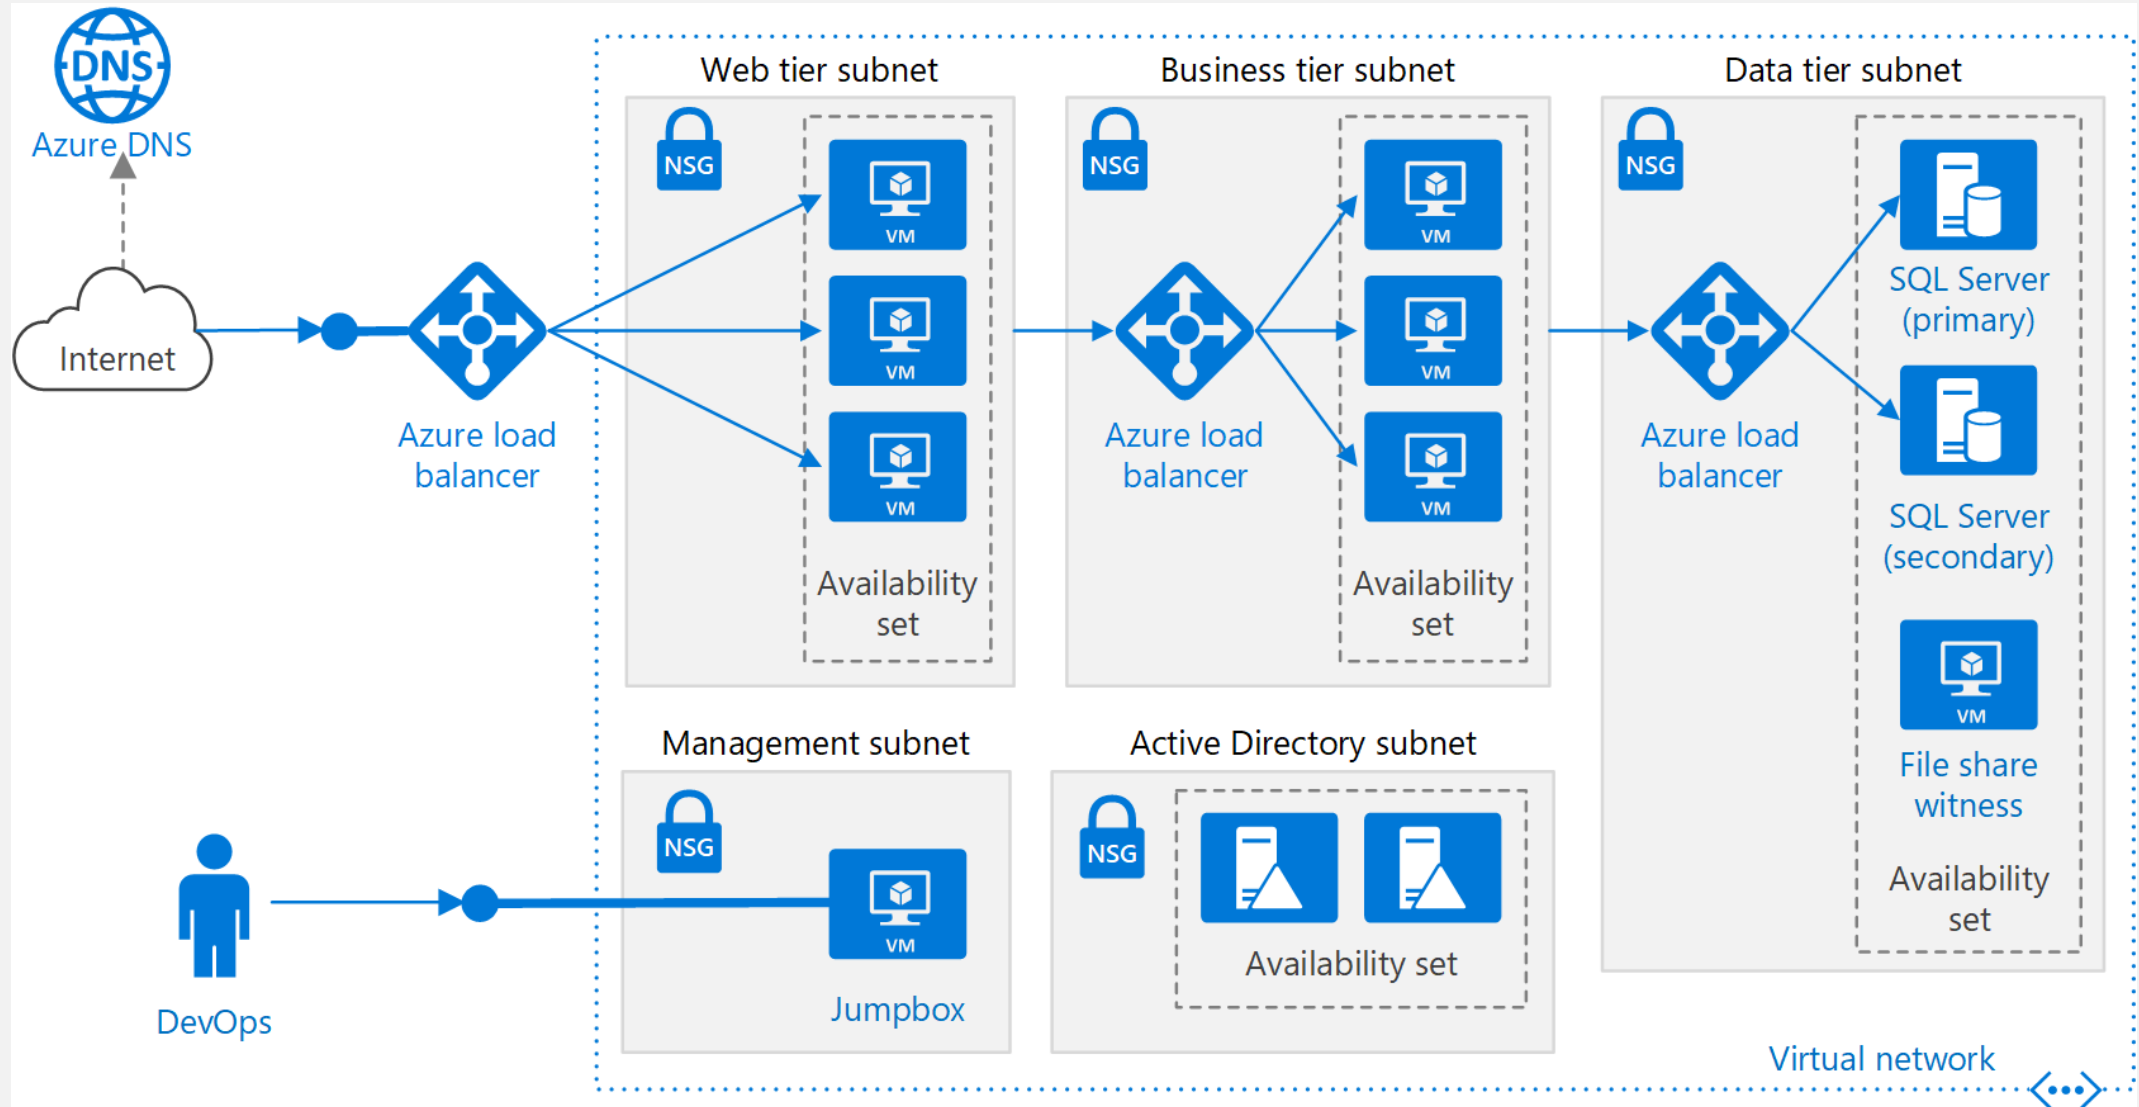 DNS
Azure DNS
Internet
Azure load
balancer
Web tier subnet
NSG
VM
VM
VM
Availability
set
Business tier subnet
NSG
Azure load
balancer
VM
VM
VM
Availability
set
Data tier subnet
NSG
Azure load
balancer
SQL Server
(primary)
SQL Server
(secondary)
VM
File share
witness
Availability
set
DevOps
Management subnet
NSG
VM
Jumpbox
Active Directory subnet
NSG
Availability set
Virtual network